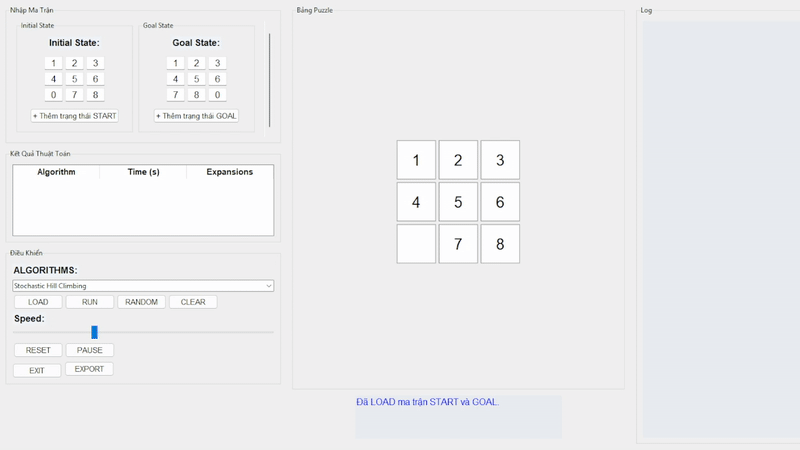 Nhập Ma Trận
Initial State
Initial State:
1 2 3
4 5 6
0 7 8
+ Thêm trạng thái START
Goal State
Goal State:
1 2 3
4 5 6
7 8 0
+ Thêm trạng thái GOAL
Kết Quả Thuật Toán
Algorithm Time (s) Expansions
Điều Khiển
ALGORITHMS:
Stochastic Hill Climbing
LOAD RUN RANDOM CLEAR
Speed:
RESET PAUSE
EXIT EXPORT
Bảng Puzzle
1 2 3
4 5 6
7 8
Đã LOAD ma trận START và GOAL.
Log